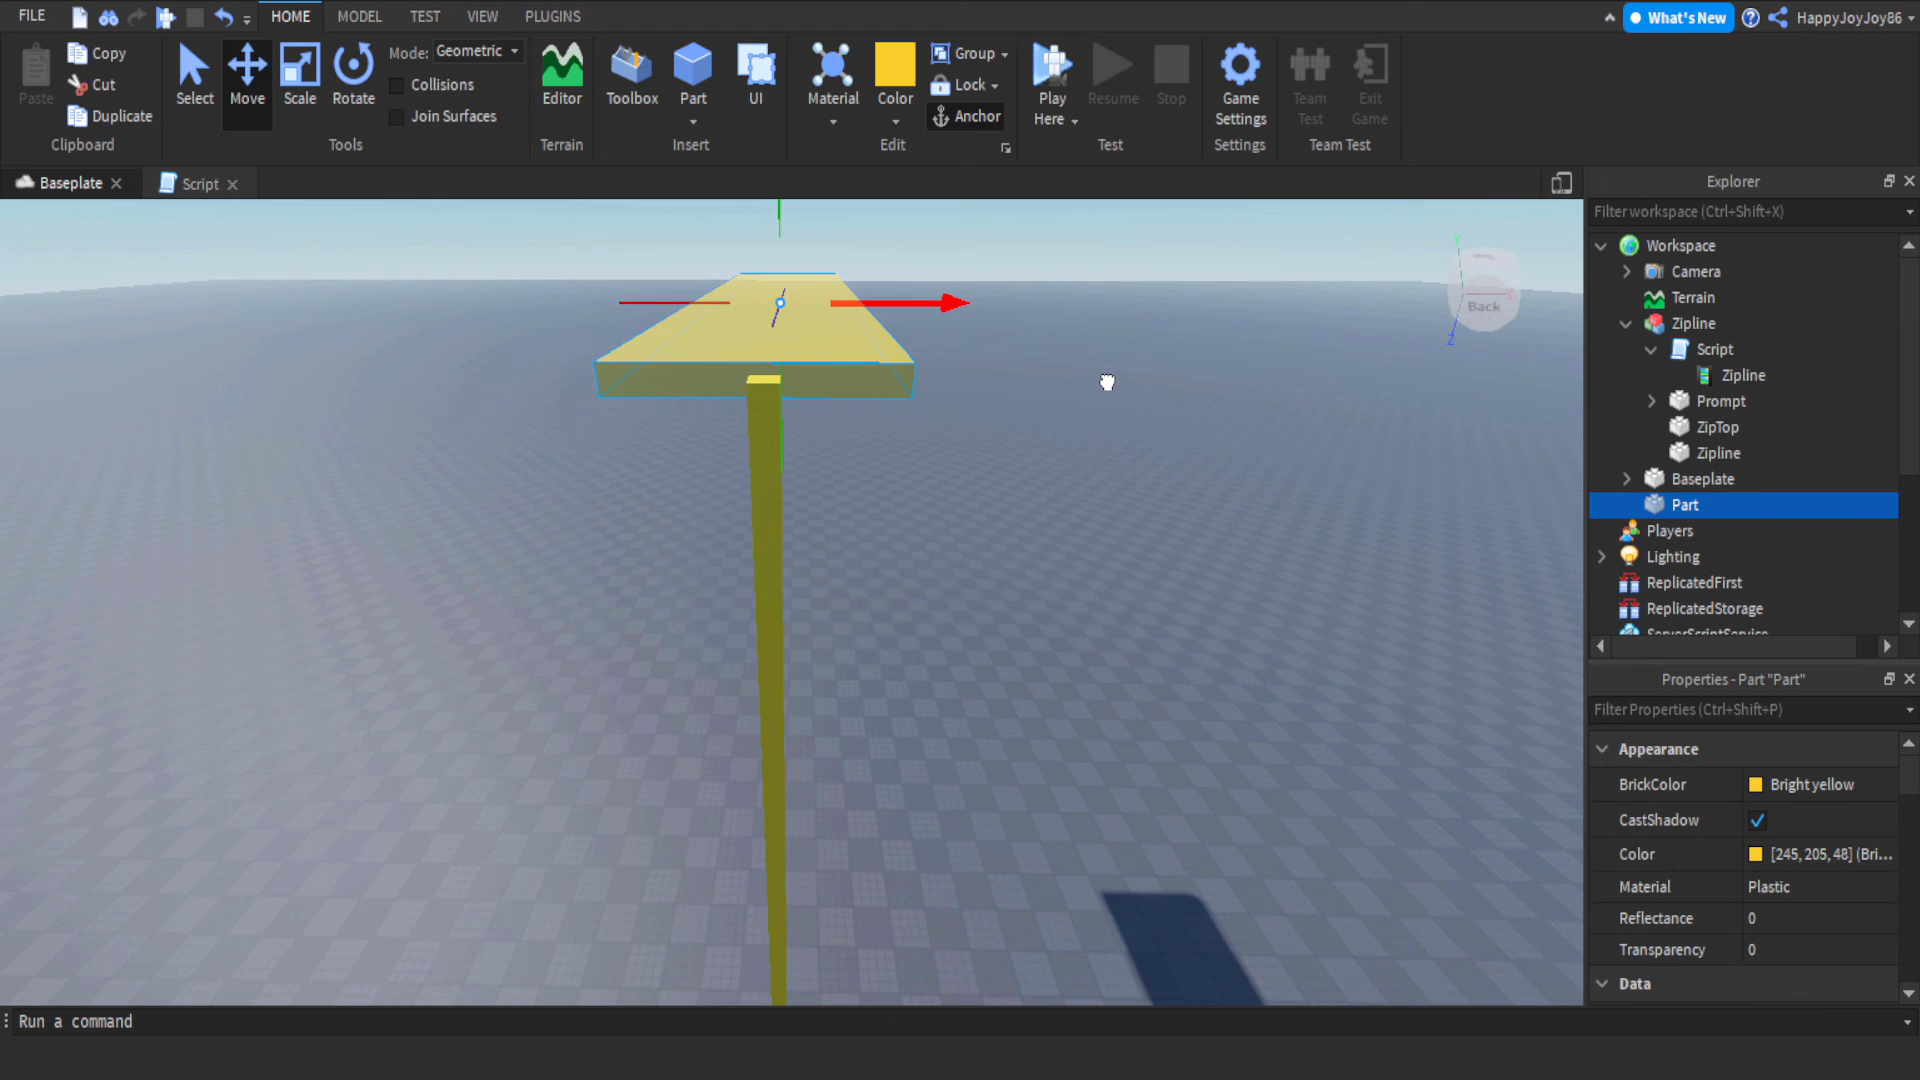 FILE
HOME
MODEL
TEST
VIEW
PLUGINS
What's New
HappyJoyJoy86
Paste
Copy
Cut
Duplicate
Clipboard
Select
Move
Scale
Rotate
Mode: Geometric
Collisions
Join Surfaces
Tools
Editor
Terrain
Toolbox
Part
UI
Insert
Material
Color
Group
Lock
Anchor
Edit
Play
Here
Resume
Stop
Test
Game
Settings
Settings
Team
Test
Exit
Game
Team Test
Baseplate
Script
Explorer
Filter workspace (Ctrl+Shift+X)
Workspace
Camera
Terrain
Zipline
Script
Zipline
Prompt
ZipTop
Zipline
Baseplate
Part
Players
Lighting
ReplicatedFirst
ReplicatedStorage
ServerScriptService
Y
Back
Z
Properties - Part "Part"
Filter Properties (Ctrl+Shift+P)
Appearance
BrickColor Bright yellow
CastShadow
Color [245, 205, 48] (Bri...
Material Plastic
Reflectance 0
Transparency 0
Data
Run a command